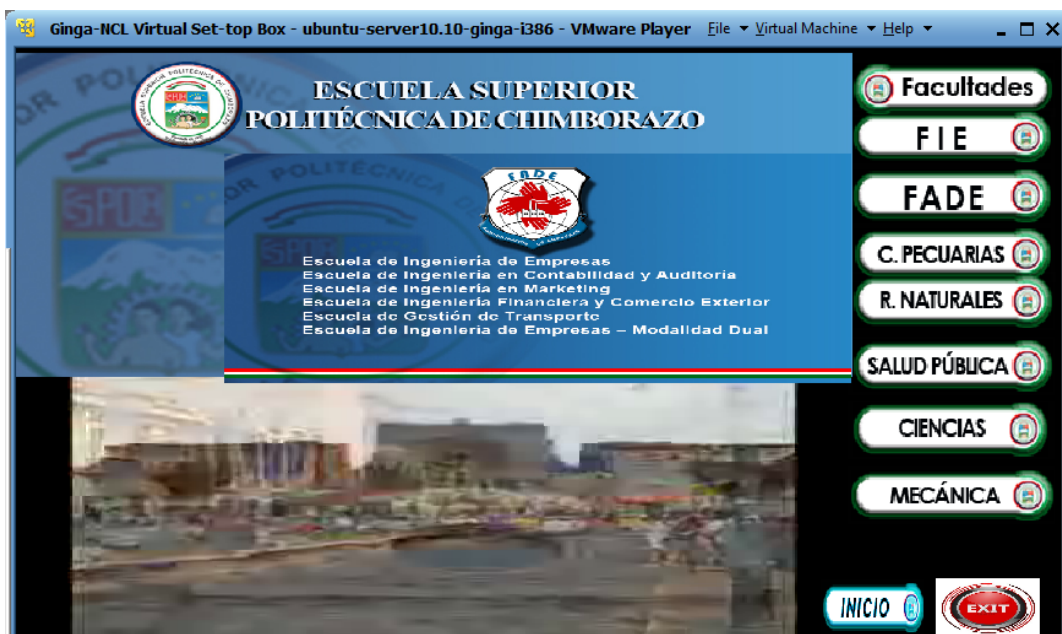 Ginga-NCL Virtual Set-top Box - ubuntu-server10.10-ginga-i386 - VMware Player File Virtual Machine Help
ESCUELA SUPERIOR
POLITÉCNICA DE CHIMBORAZO
FADE
Escuela de Ingeniería de Empresas
Escuela de Ingeniería en Contabilidad y Auditoría
Escuela de Ingeniería en Marketing
Escuela de Ingeniería Financiera y Comercio Exterior
Escuela de Gestión de Transporte
Escuela de Ingeniería de Empresas – Modalidad Dual
Facultades
FIE
FADE
C. PECUARIAS
R. NATURALES
SALUD PÚBLICA
CIENCIAS
MECÁNICA
INICIO
EXIT